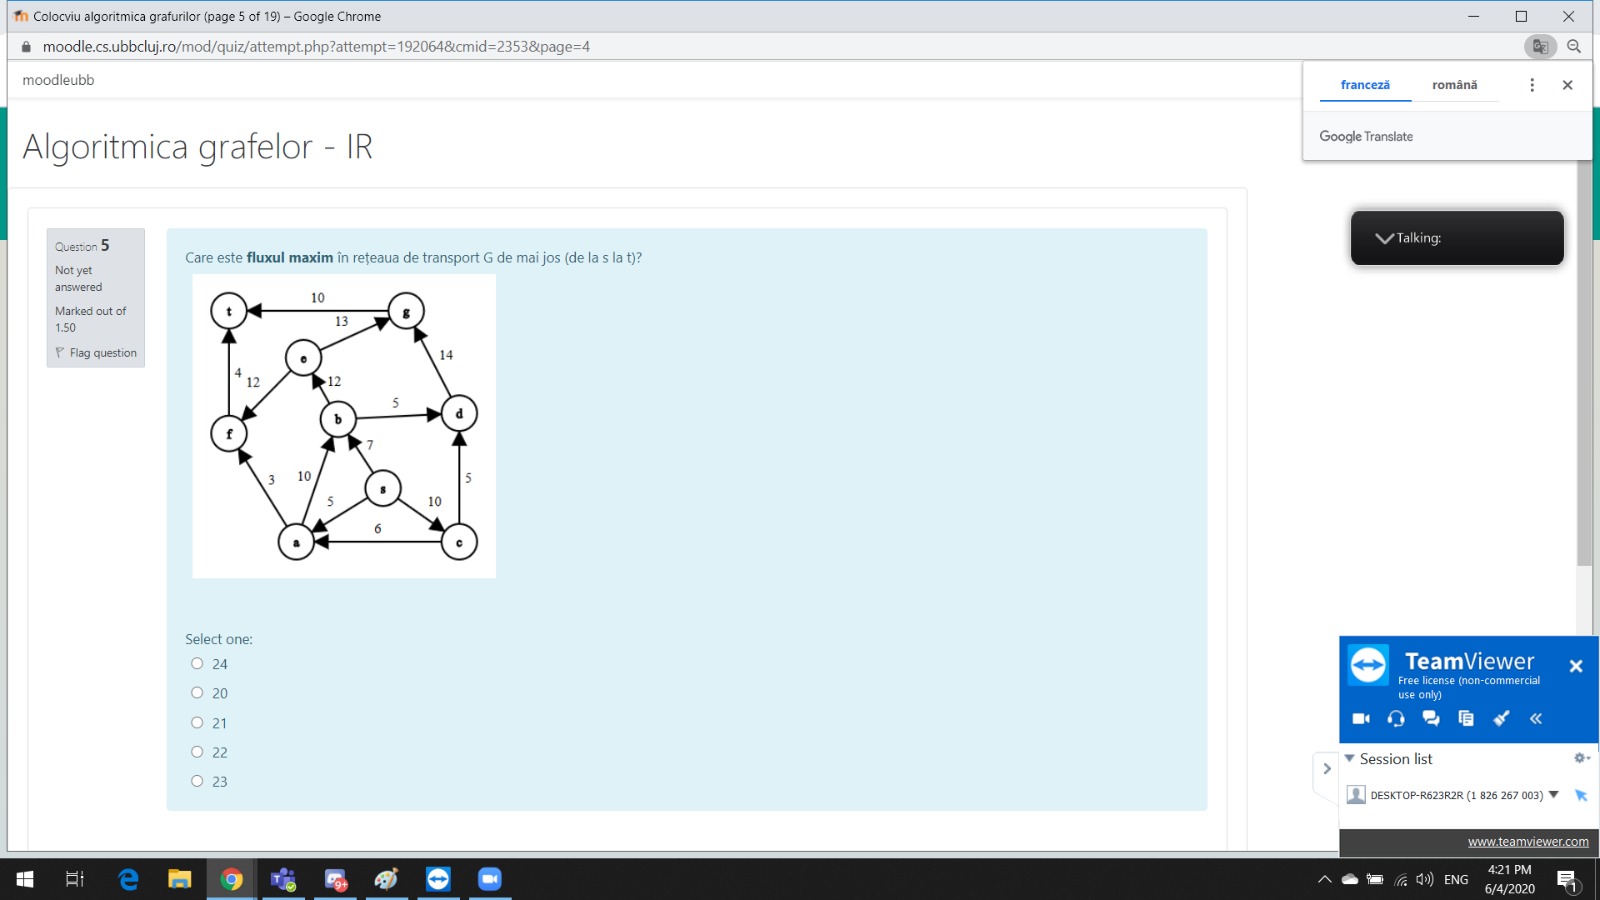 Colocviu algoritmica grafurilor (page 5 of 19) – Google Chrome
moodle.cs.ubbcluj.ro/mod/quiz/attempt.php?attempt=192064&cmid=2353&page=4
moodleubb
franceză română
Google Translate
Algoritmica grafelor - IR
Talking:
Question 5
Not yet
answered
Marked out of
1.50
Flag question
Care este fluxul maxim în rețeaua de transport G de mai jos (de la s la t)?
10
t
g
13
e
14
4
12
12
5
b
d
f
7
3
10
s
5
5
10
6
a
c
Select one:
24
20
21
22
23
TeamViewer
Free license (non-commercial
use only)
Session list
DESKTOP-R623R2R (1 826 267 003)
www.teamviewer.com
9+
ENG
4:21 PM
6/4/2020
1